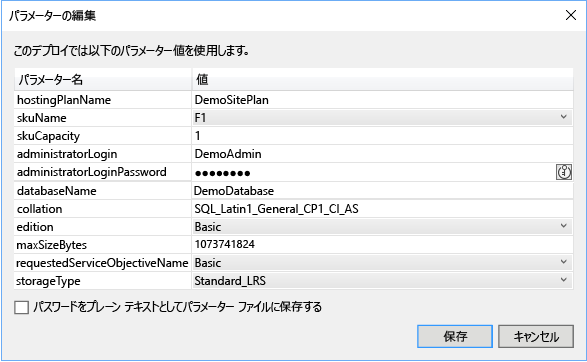 パラメーターの編集
このデプロイでは以下のパラメーター値を使用します。
パラメーター名 値
hostingPlanName DemoSitePlan
skuName F1
skuCapacity 1
administratorLogin DemoAdmin
administratorLoginPassword ●●●●●●●●
databaseName DemoDatabase
collation SQL_Latin1_General_CP1_CI_AS
edition Basic
maxSizeBytes 1073741824
requestedServiceObjectiveName Basic
storageType Standard_LRS
パスワードをプレーン テキストとしてパラメーター ファイルに保存する
保存 キャンセル